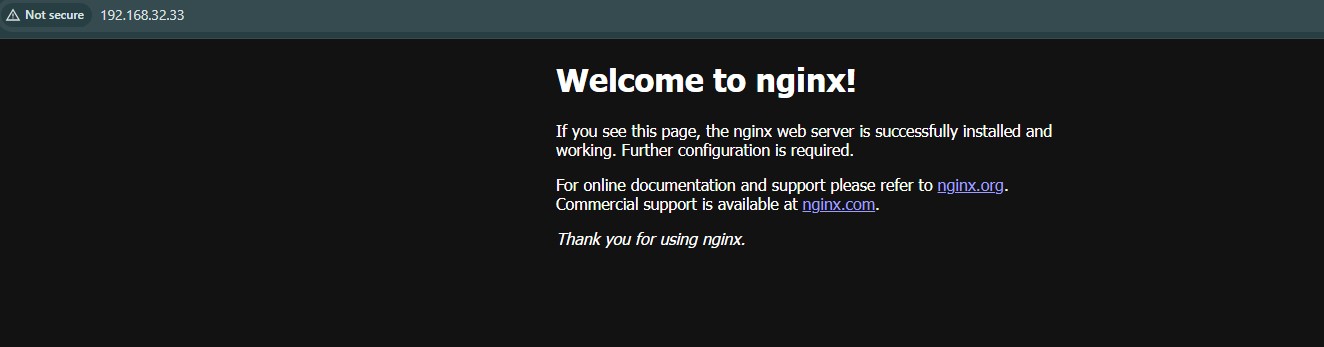 Not secure 192.168.32.33
Welcome to nginx!
If you see this page, the nginx web server is successfully installed and
working. Further configuration is required.
For online documentation and support please refer to nginx.org.
Commercial support is available at nginx.com.
Thank you for using nginx.